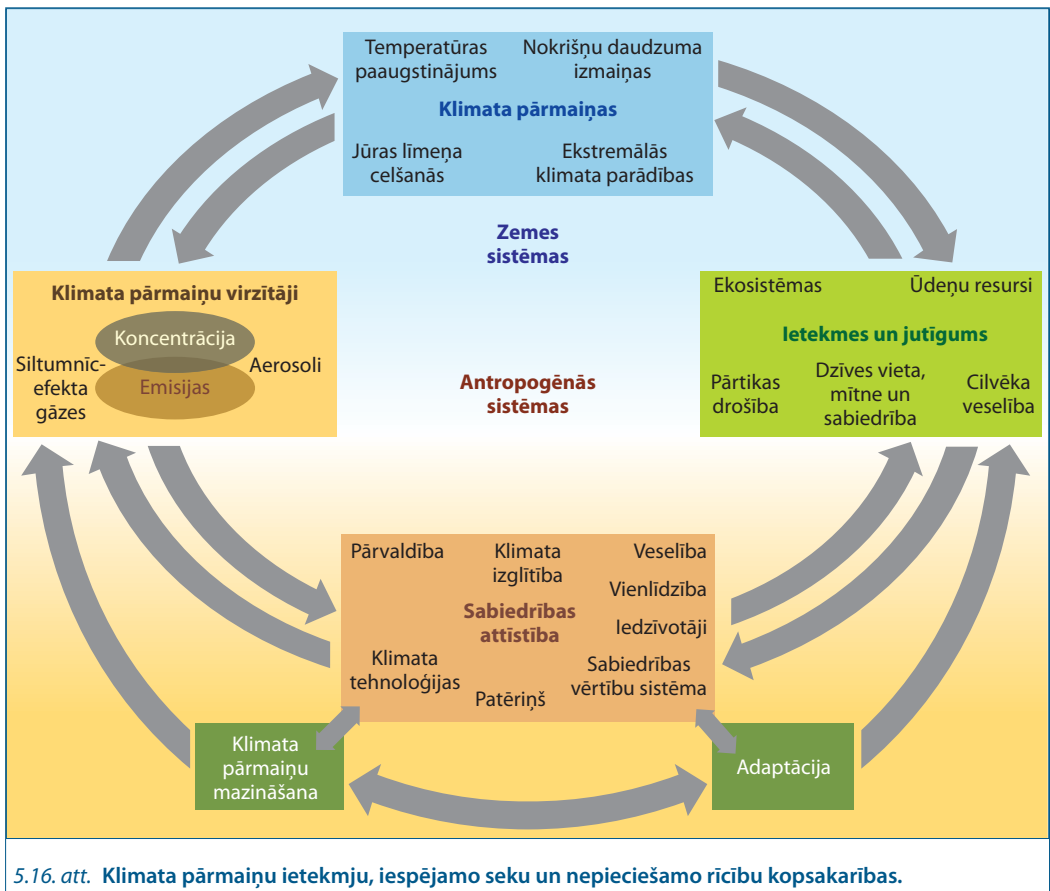 Temperatūras
paaugstinājums
Nokrišņu daudzuma
izmaiņas
Klimata pārmaiņas
Jūras līmeņa
celšanās
Ekstremālās
klimata parādības
Zemes
sistēmas
Klimata pārmaiņu virzītāji
Koncentrācija
Siltumnīc-
efekta
gāzes
Emisijas
Aerosoli
Antropogēnās
sistēmas
Ekosistēmas
Ūdeņu resursi
Ietekmes un jutīgums
Pārtikas
drošība
Dzīves vieta,
mītne un
sabiedrība
Cilvēka
veselība
Pārvaldība
Klimata
izglītība
Veselība
Vienlīdzība
Sabiedrības
attīstība
Iedzīvotāji
Klimata
tehnoloģijas
Patēriņš
Sabiedrības
vērtību sistēma
Klimata
pārmaiņu
mazināšana
Adaptācija
5.16. att. Klimata pārmaiņu ietekmju, iespējamo seku un nepieciešamo rīcību kopsakarības.